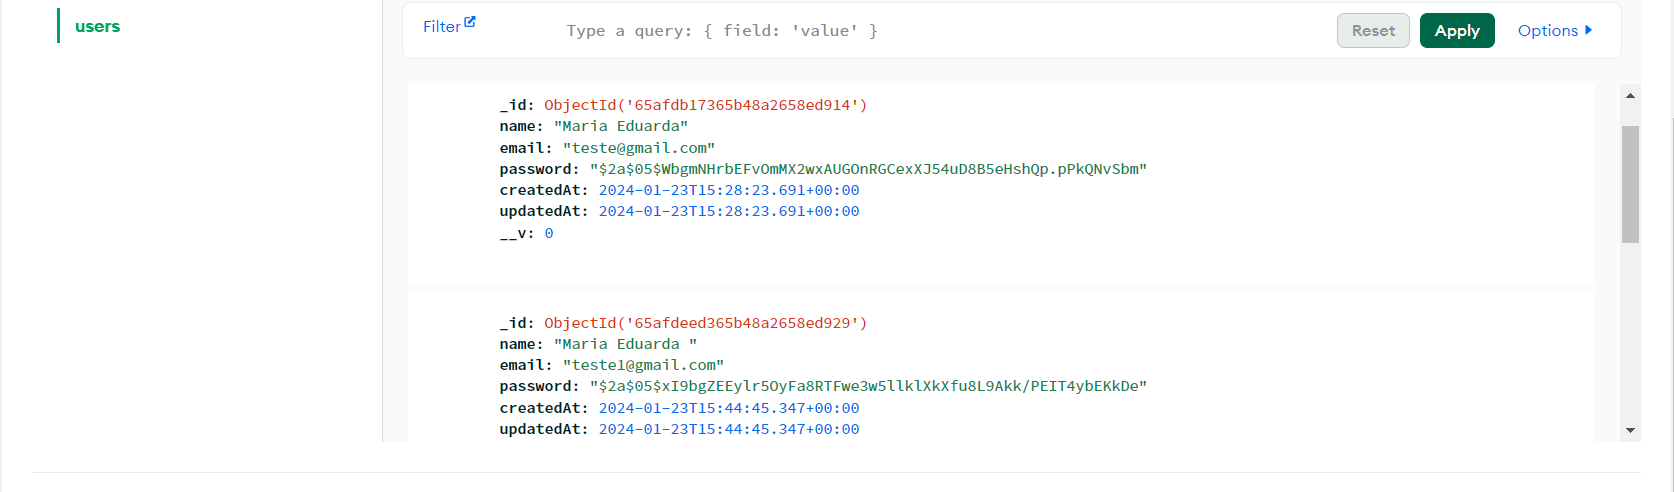 users
Filter
Type a query: { field: 'value' }
Reset
Apply
Options
_id: ObjectId('65afdb17365b48a2658ed914')
name: "Maria Eduarda"
email: "teste@gmail.com"
password: "$2a$05$WbgmNHrbEFvOmMX2wxAUGOnRGCexXJ54uD8B5eHshQp.pPkQNvSbm"
createdAt: 2024-01-23T15:28:23.691+00:00
updatedAt: 2024-01-23T15:28:23.691+00:00
__v: 0
_id: ObjectId('65afdeed365b48a2658ed929')
name: "Maria Eduarda "
email: "teste1@gmail.com"
password: "$2a$05$xI9bgZEEylr5OyFa8RTFwe3w5llklXkXfu8L9Akk/PEIT4ybEKkDe"
createdAt: 2024-01-23T15:44:45.347+00:00
updatedAt: 2024-01-23T15:44:45.347+00:00